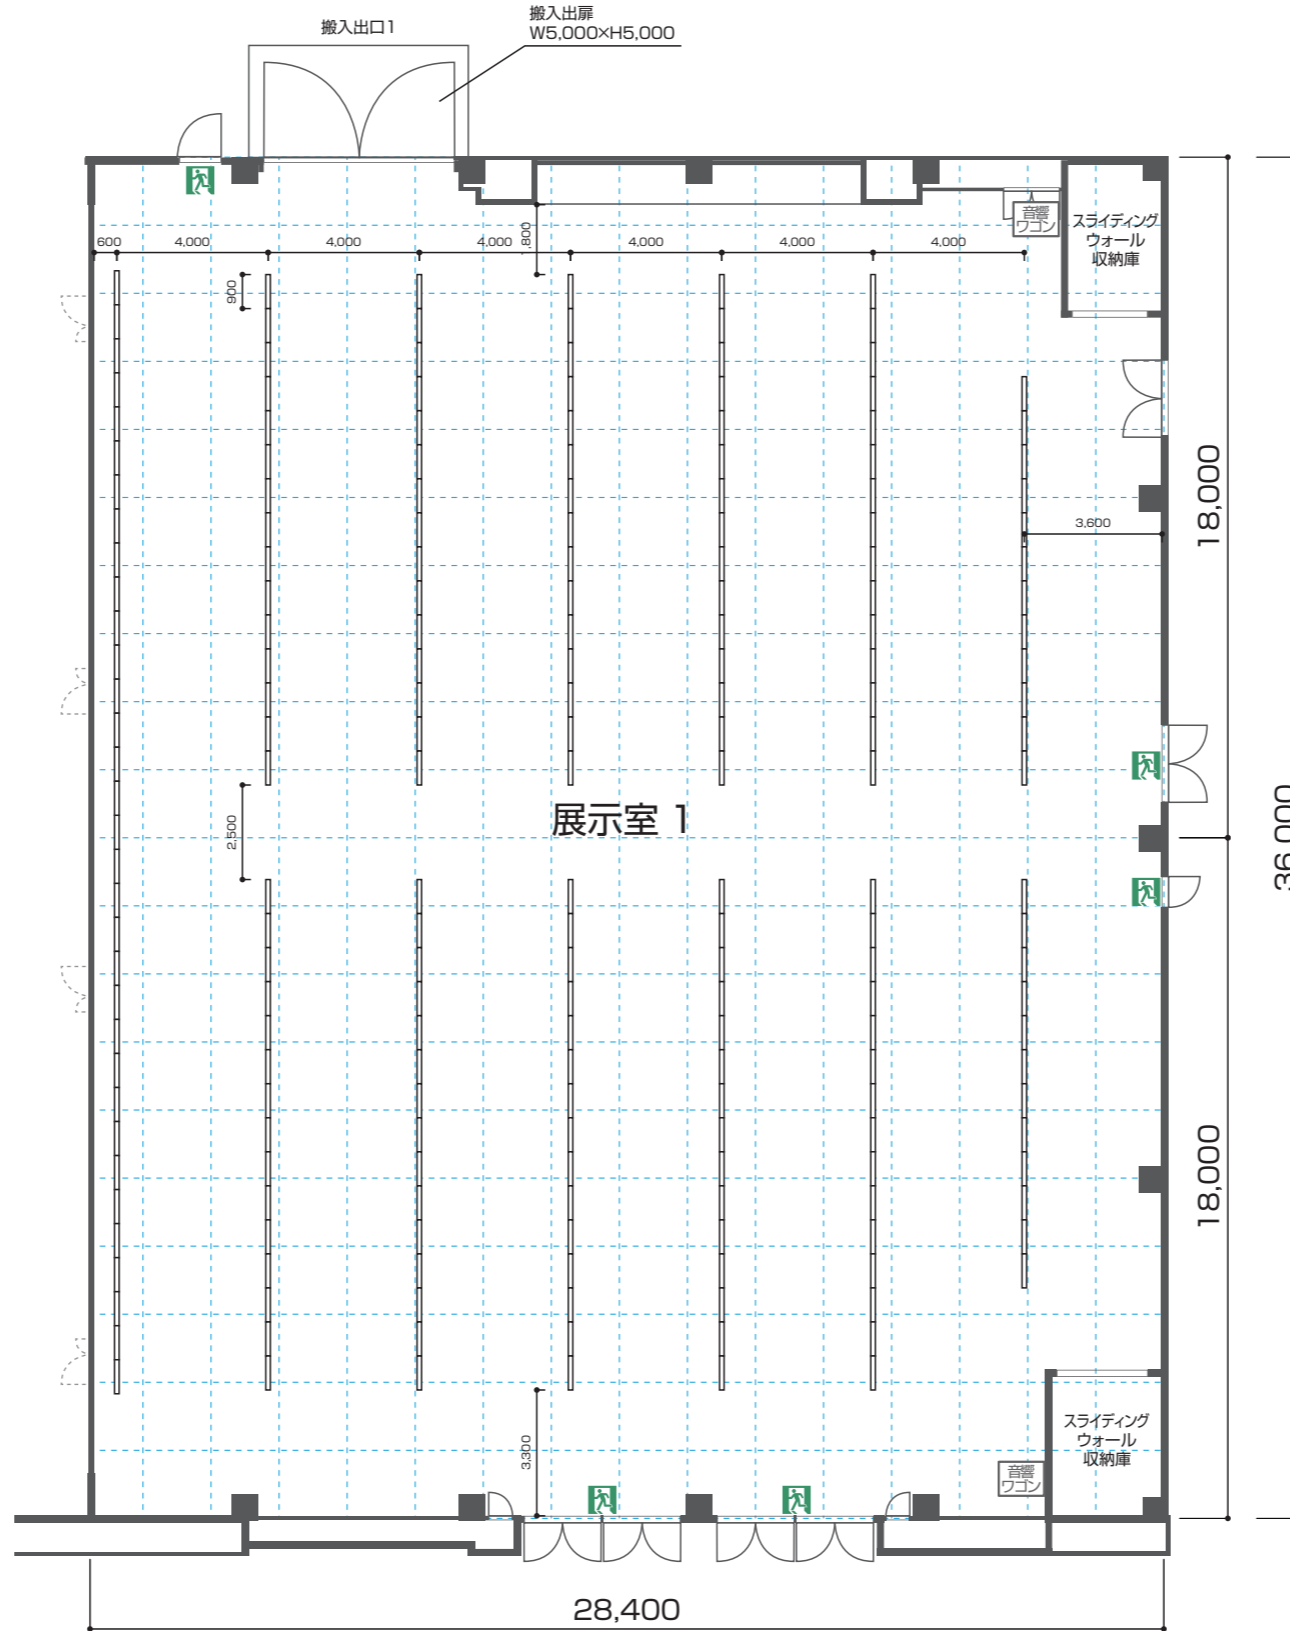 搬入出口1
搬入出扉
W5,000×H5,000
音響
ワゴン
スライディング
ウォール
収納庫
600
4,000
4,000
4,000
4,000
4,000
4,000
1,800
900
18,000
3,600
2,500
展示室 1
36,000
18,000
3,300
スライディング
ウォール
収納庫
音響
ワゴン
28,400